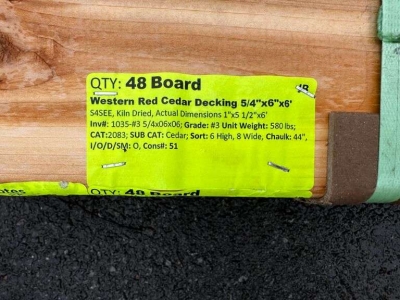 QTY: 48 Board
Western Red Cedar Decking 5/4"x6"x6'
S4SEE, Kiln Dried, Actual Dimensions 1"x5 1/2"x6'
Inv#: 1035-#3 5/4x06x06; Grade: #3 Unit Weight: 580 lbs;
CAT:2083; SUB CAT: Cedar; Sort: 6 High, 8 Wide, Chaulk: 44",
I/O/D/SM: O, Cons#: 51
QTY: 48 Board